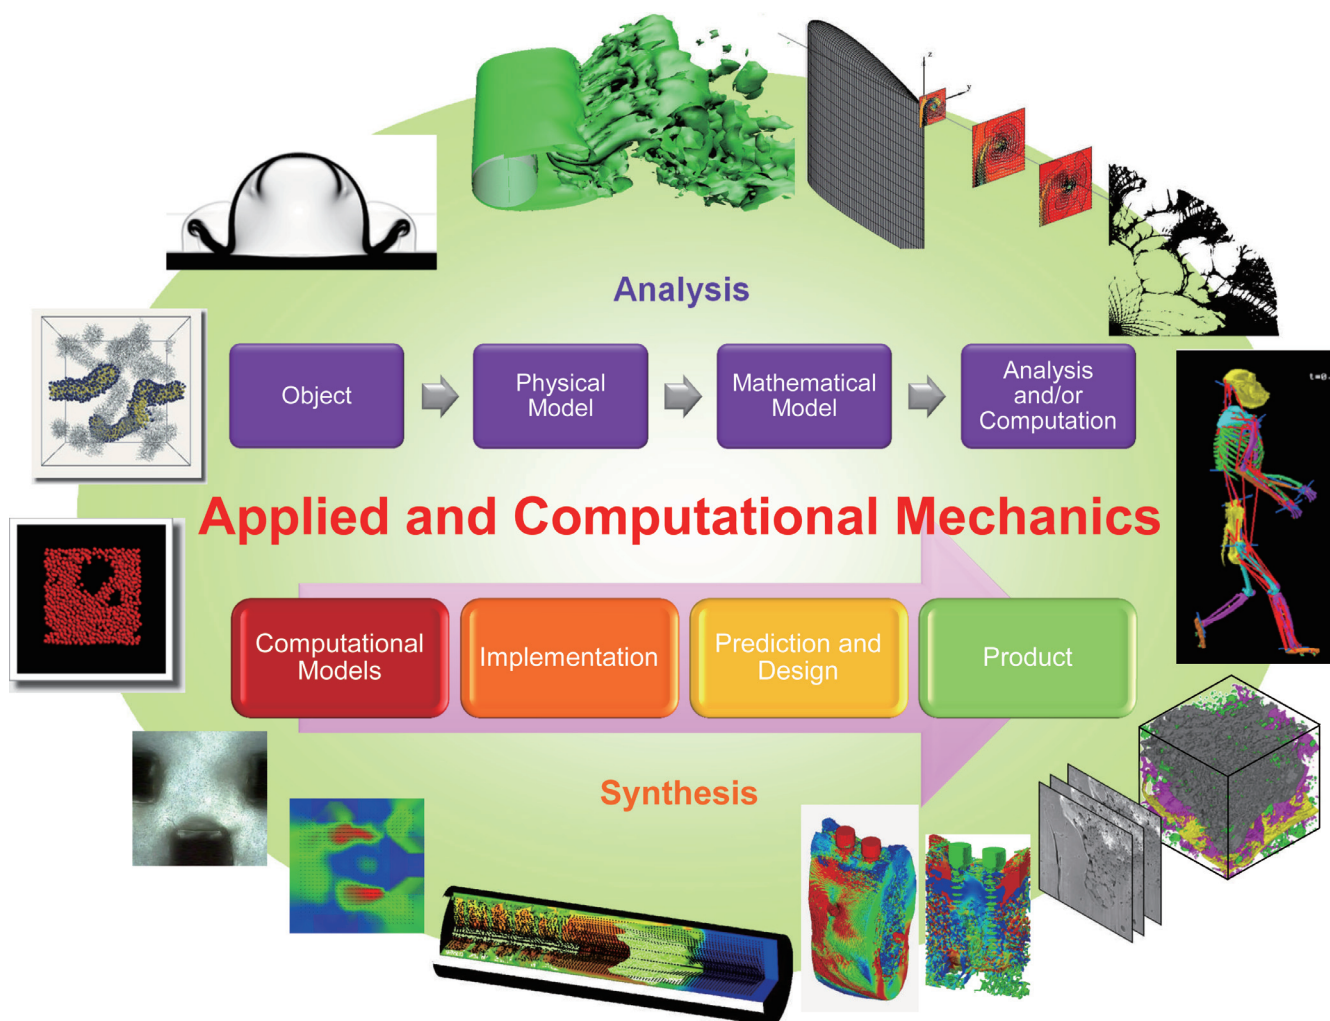 z
y
Analysis
Object
Physical
Model
Mathematical
Model
Analysis
and/or
Computation
t=0.
Applied and Computational Mechanics
Computational
Models
Implementation
Prediction and
Design
Product
Synthesis